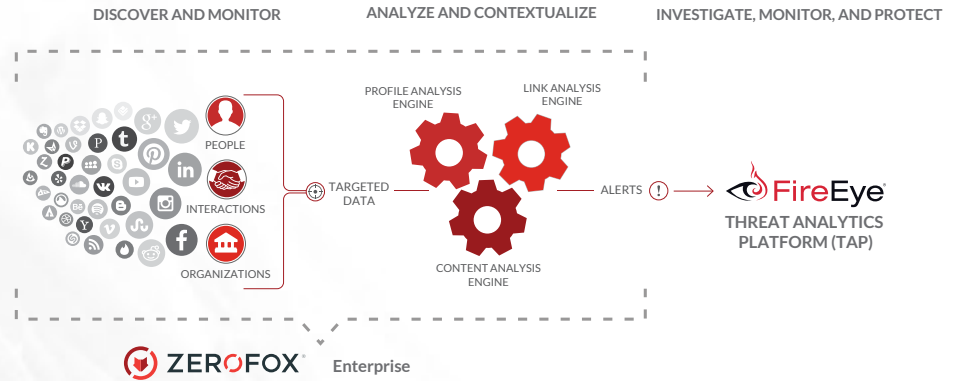 DISCOVER AND MONITOR
ANALYZE AND CONTEXTUALIZE
INVESTIGATE, MONITOR, AND PROTECT
PROFILE ANALYSIS
ENGINE
LINK ANALYSIS
ENGINE
PEOPLE
INTERACTIONS
ORGANIZATIONS
TARGETED
DATA
CONTENT ANALYSIS
ENGINE
ALERTS
!
FireEye
THREAT ANALYTICS
PLATFORM (TAP)
ZEROFOX
Enterprise